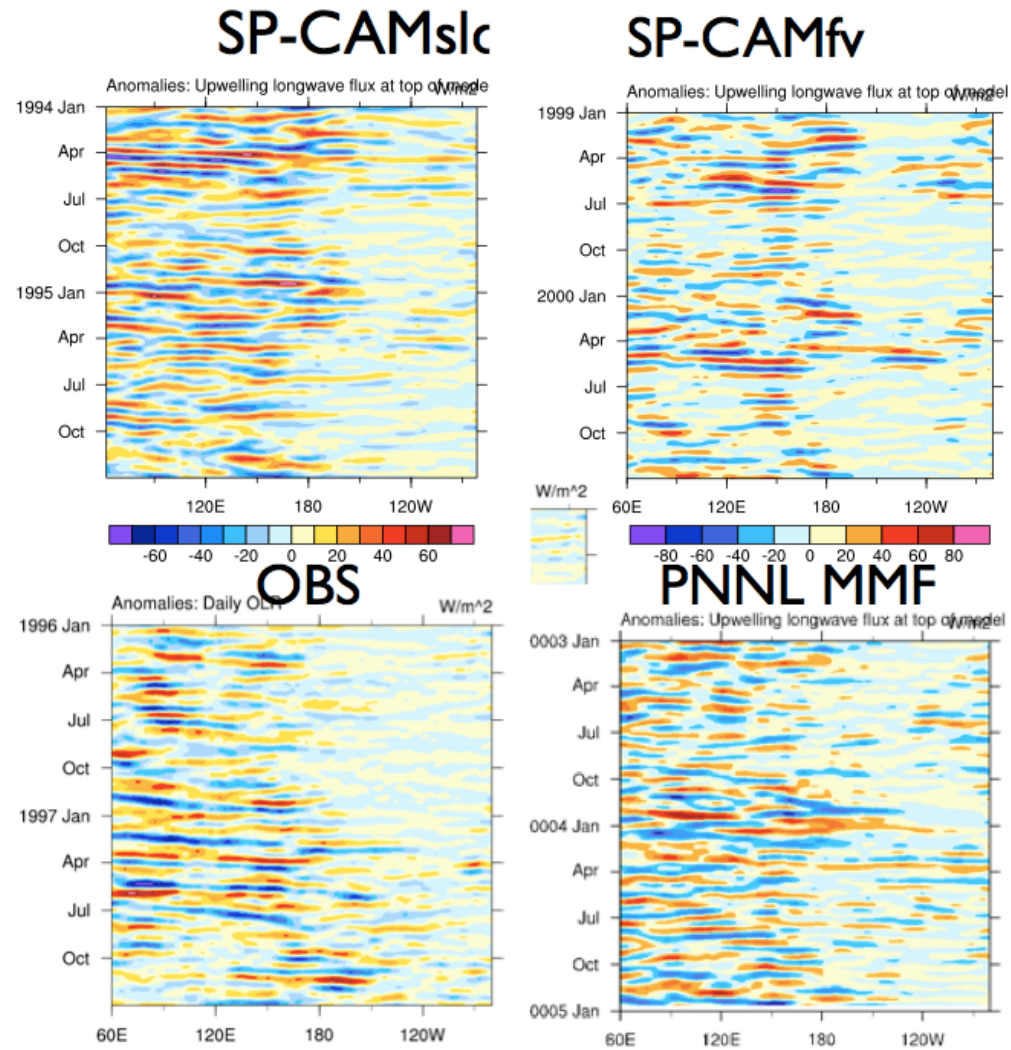 SP-CAMslc
Anomalies: Upwelling longwave flux at top of model
W/m2
1994 Jan
Apr
Jul
Oct
1995 Jan
Apr
Jul
Oct
120E 180 120W
-60 -40 -20 0 20 40 60
SP-CAMfv
Anomalies: Upwelling longwave flux at top of model
W/m2
1999 Jan
Apr
Jul
Oct
2000 Jan
Apr
Jul
Oct
60E 120E 180 120W
W/m^2
-80 -60 -40 -20 0 20 40 60 80
OBS
Anomalies: Daily OLR
W/m^2
1996 Jan
Apr
Jul
Oct
1997 Jan
Apr
Jul
Oct
60E 120E 180 120W
PNNL MMF
Anomalies: Upwelling longwave flux at top of model
W/m2
0003 Jan
Apr
Jul
Oct
0004 Jan
Apr
Jul
Oct
0005 Jan
60E 120E 180 120W